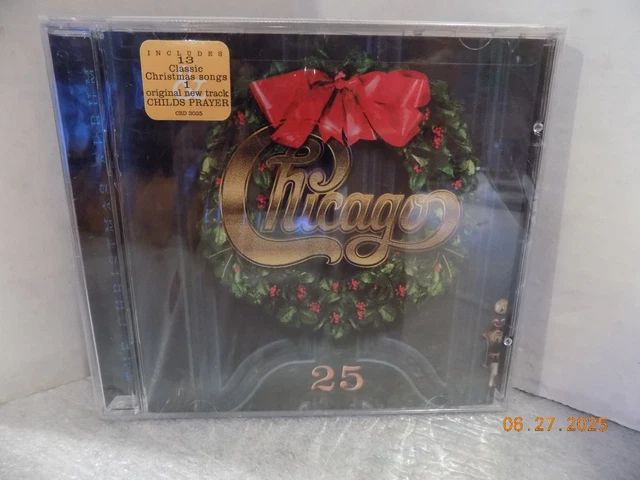 INCLUDES
13
Classic
Christmas songs
1
original new track
CHILDS PRAYER
CRD 3035
Chicago
25
06.27.2025